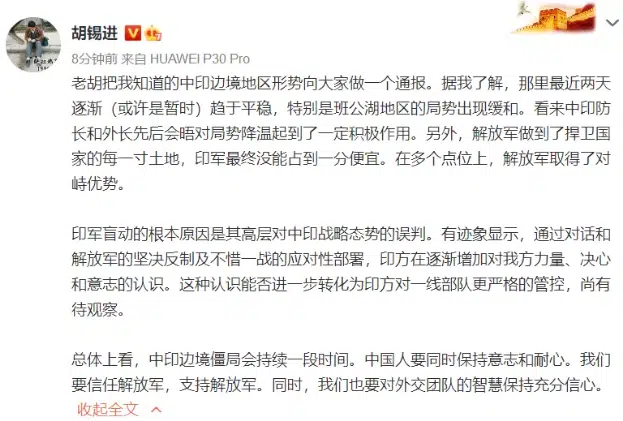 胡锡进
8分钟前 来自 HUAWEI P30 Pro
老胡把我知道的中印边境地区形势向大家做一个通报。据我了解，那里最近两天
逐渐（或许是暂时）趋于平稳，特别是班公湖地区的局势出现缓和。看来中印防
长和外长先后会晤对局势降温起到了一定积极作用。另外，解放军做到了捍卫国
家的每一寸土地，印军最终没能占到一分便宜。在多个点位上，解放军取得了对
峙优势。
印军盲动的根本原因是其高层对中印战略态势的误判。有迹象显示，通过对话和
解放军的坚决反制及不惜一战的应对性部署，印方在逐渐增加对我方力量、决心
和意志的认识。这种认识能否进一步转化为印方对一线部队更严格的管控，尚有
待观察。
总体上看，中印边境僵局会持续一段时间。中国人要同时保持意志和耐心。我们
要信任解放军，支持解放军。同时，我们也要对外交团队的智慧保持充分信心。
收起全文